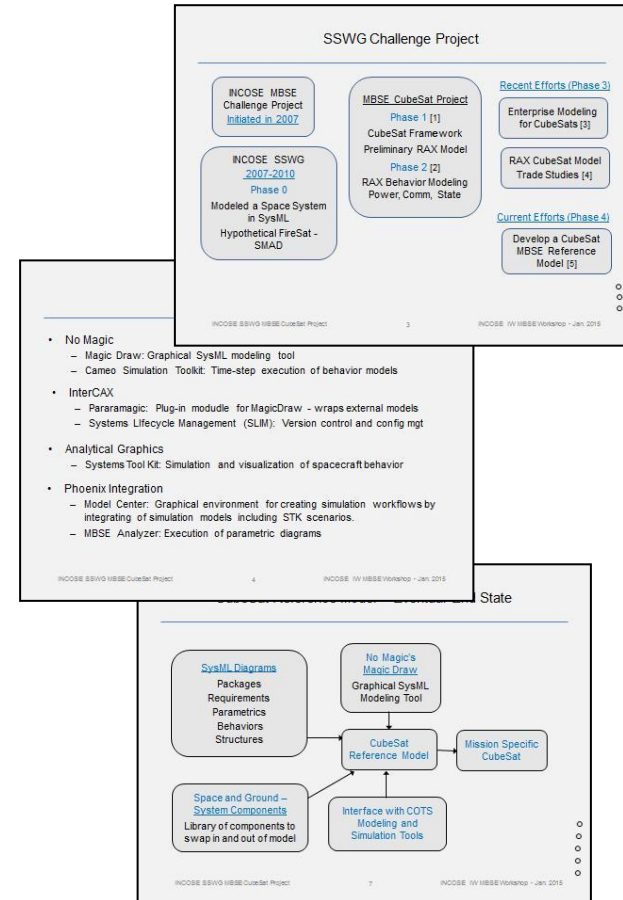 SSWG Challenge Project
INCOSE MBSE
Challenge Project
Initiated in 2007
INCOSE SSWG
2007-2010
Phase 0
Modeled a Space System
in SysML
Hypothetical FireSat -
SMAD
MBSE CubeSat Project
Phase 1 [1]
CubeSat Framework
Preliminary RAX Model
Phase 2 [2]
RAX Behavior Modeling
Power, Comm, State
Recent Efforts (Phase 3)
Enterprise Modeling
for CubeSats [3]
RAX CubeSat Model
Trade Studies [4]
Current Efforts (Phase 4)
Develop a CubeSat
MBSE Reference
Model [5]
INCOSE SSWG MBSE CubeSat Project
3
INCOSE IW MBSE Workshop - Jan. 2015
• No Magic
– Magic Draw: Graphical SysML modeling tool
– Cameo Simulation Toolkit: Time-step execution of behavior models
• InterCAX
– Pararamagic: Plug-in modudle for MagicDraw - wraps external models
– Systems LIfecycle Management (SLIM): Version control and config mgt
• Analytical Graphics
– Systems Tool Kit: Simulation and visualization of spacecraft behavior
• Phoenix Integration
– Model Center: Graphical environment for creating simulation workflows by
integrating of simulation models including STK scenarios.
– MBSE Analyzer: Execution of parametric diagrams
INCOSE SSWG MBSE CubeSat Project
4
INCOSE IW MBSE Workshop - Jan. 2015
State
SysML Diagrams
Packages
Requirements
Parametrics
Behaviors
Structures
No Magic's
Magic Draw
Graphical SysML
Modeling Tool
CubeSat
Reference Model
Mission Specific
CubeSat
Space and Ground –
System Components
Library of components to
swap in and out of model
Interface with COTS
Modeling and
Simulation Tools
INCOSE SSWG MBSE CubeSat Project
7
INCOSE IW MBSE Workshop - Jan. 2015